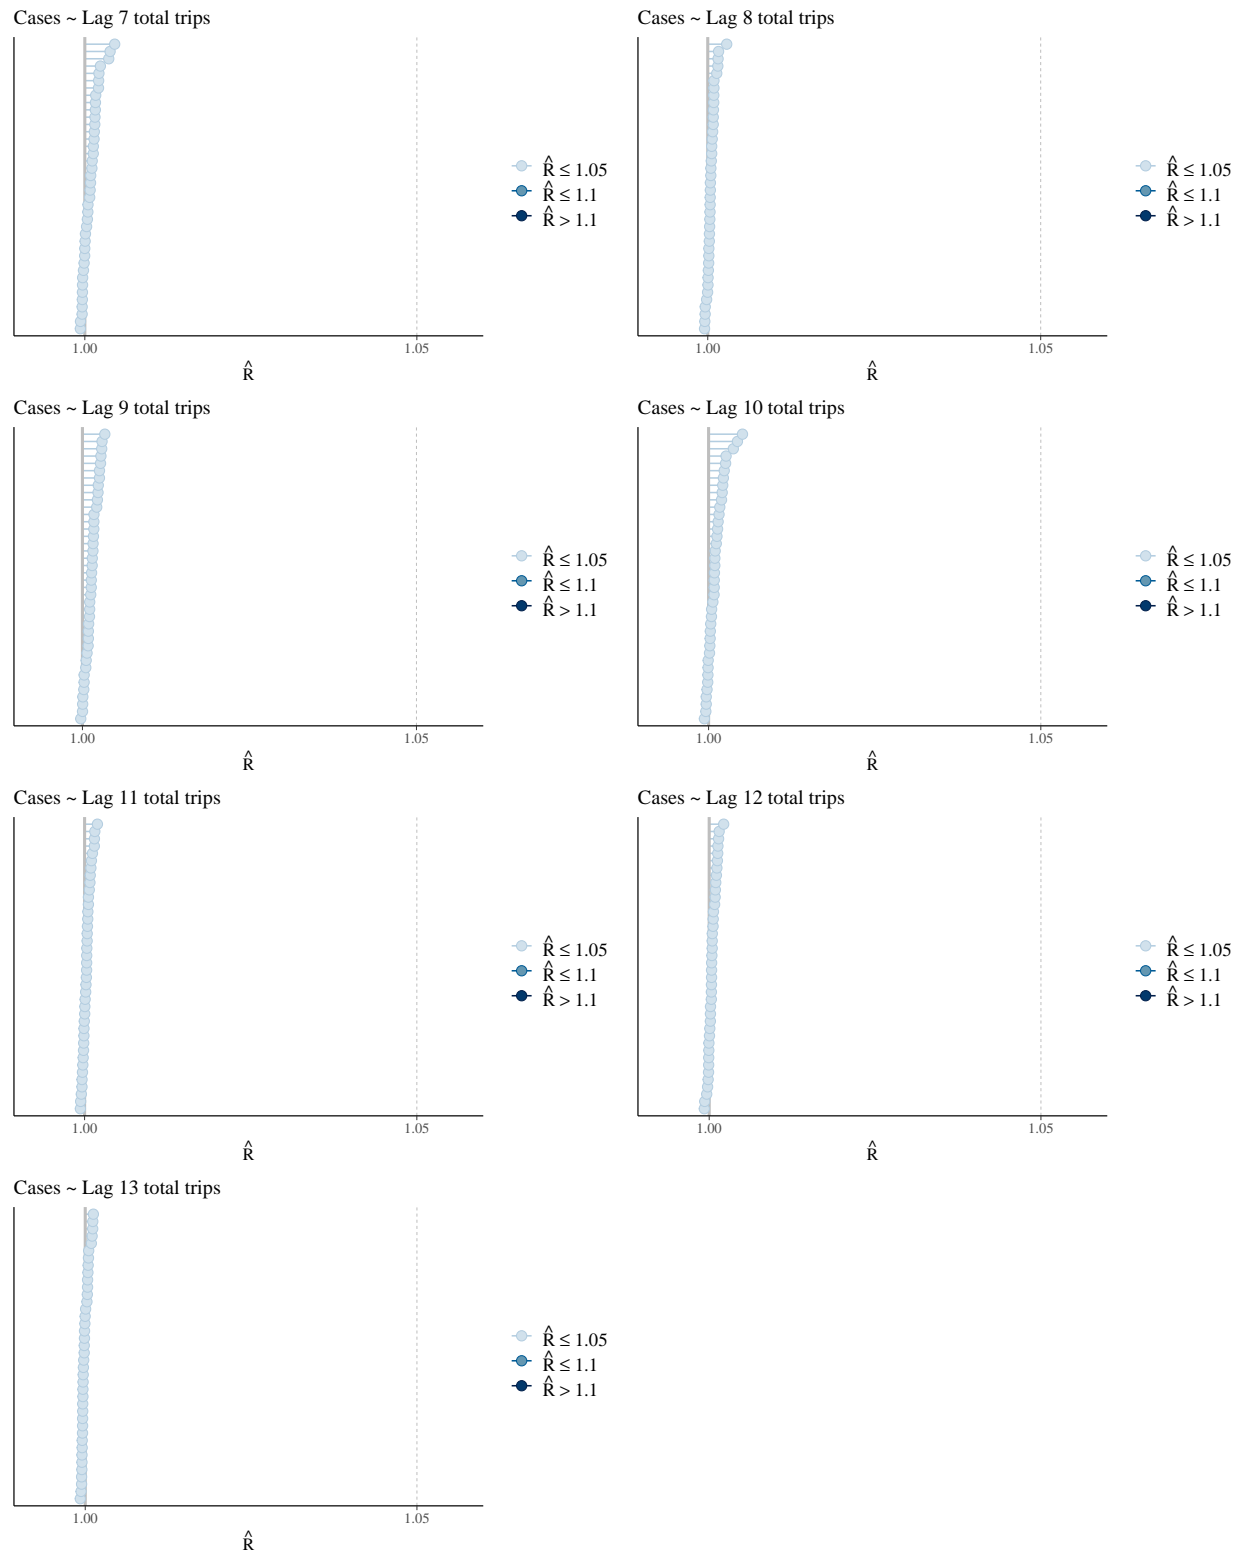 Cases ~ Lag 7 total trips
R̂ ≤ 1.05
R̂ ≤ 1.1
R̂ > 1.1
1.00 1.05
R̂
Cases ~ Lag 8 total trips
R̂ ≤ 1.05
R̂ ≤ 1.1
R̂ > 1.1
1.00 1.05
R̂
Cases ~ Lag 9 total trips
R̂ ≤ 1.05
R̂ ≤ 1.1
R̂ > 1.1
1.00 1.05
R̂
Cases ~ Lag 10 total trips
R̂ ≤ 1.05
R̂ ≤ 1.1
R̂ > 1.1
1.00 1.05
R̂
Cases ~ Lag 11 total trips
R̂ ≤ 1.05
R̂ ≤ 1.1
R̂ > 1.1
1.00 1.05
R̂
Cases ~ Lag 12 total trips
R̂ ≤ 1.05
R̂ ≤ 1.1
R̂ > 1.1
1.00 1.05
R̂
Cases ~ Lag 13 total trips
R̂ ≤ 1.05
R̂ ≤ 1.1
R̂ > 1.1
1.00 1.05
R̂